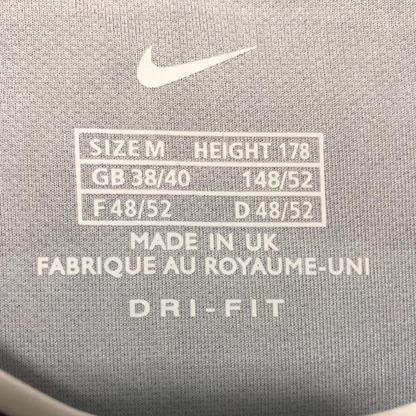 SIZE M HEIGHT 178
GB 38/40 I 48/52
F 48/52 D 48/52
MADE IN UK
FABRIQUE AU ROYAUME-UNI
DRI-FIT